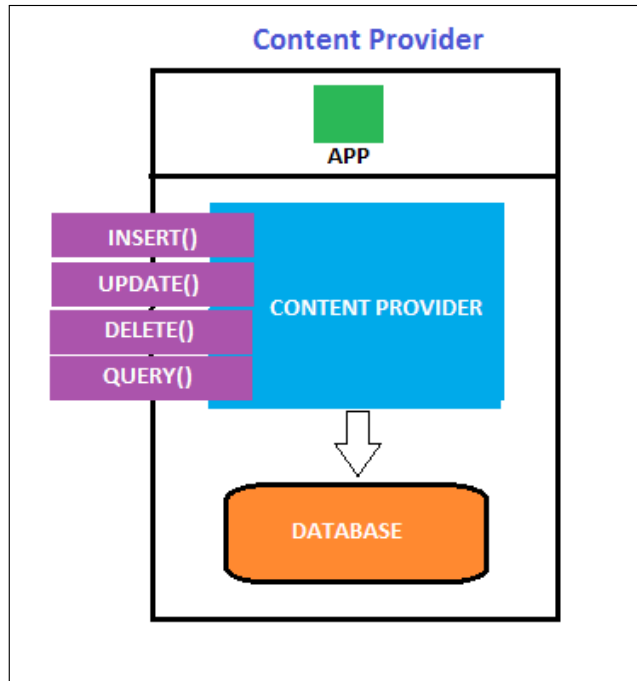 Content Provider
APP
INSERT()
UPDATE()
DELETE()
QUERY()
CONTENT PROVIDER
DATABASE